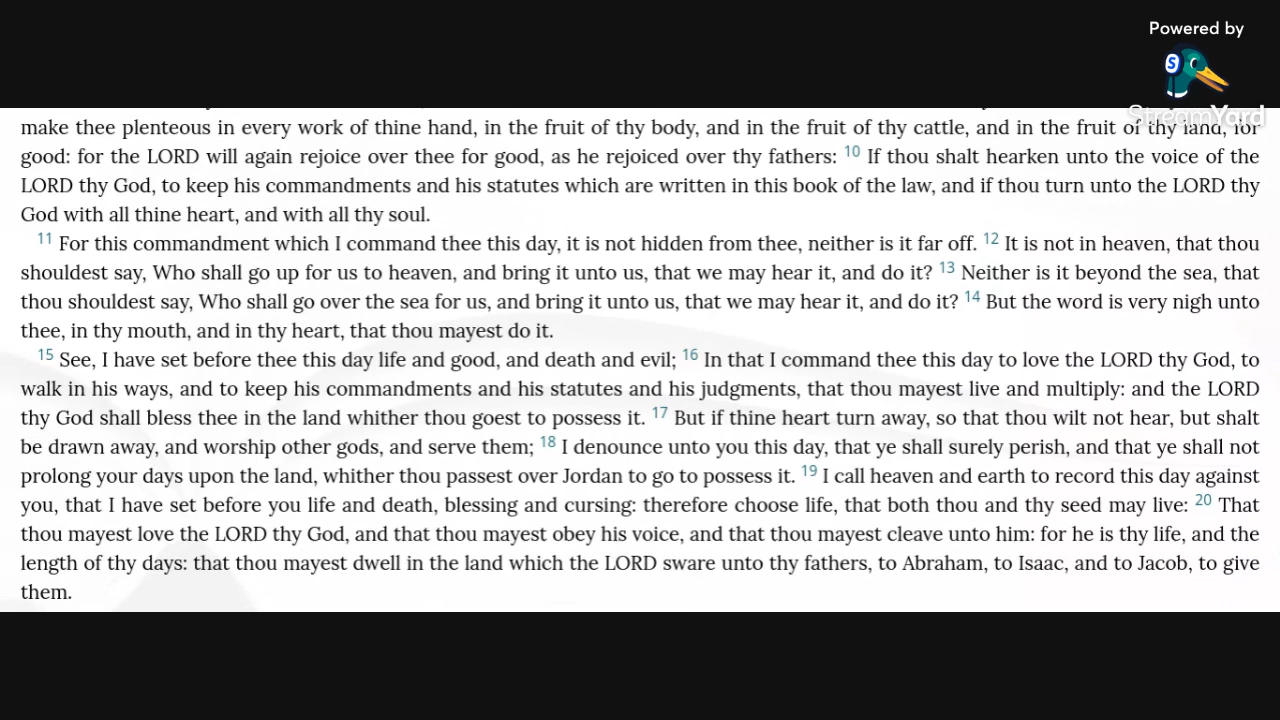 Powered by
S
StreamYard
make thee plenteous in every work of thine hand, in the fruit of thy body, and in the fruit of thy cattle, and in the fruit of thy land, for
good: for the LORD will again rejoice over thee for good, as he rejoiced over thy fathers: 10 If thou shalt hearken unto the voice of the
LORD thy God, to keep his commandments and his statutes which are written in this book of the law, and if thou turn unto the LORD thy
God with all thine heart, and with all thy soul.
11 For this commandment which I command thee this day, it is not hidden from thee, neither is it far off. 12 It is not in heaven, that thou
shouldest say, Who shall go up for us to heaven, and bring it unto us, that we may hear it, and do it? 13 Neither is it beyond the sea, that
thou shouldest say, Who shall go over the sea for us, and bring it unto us, that we may hear it, and do it? 14 But the word is very nigh unto
thee, in thy mouth, and in thy heart, that thou mayest do it.
15 See, I have set before thee this day life and good, and death and evil; 16 In that I command thee this day to love the LORD thy God, to
walk in his ways, and to keep his commandments and his statutes and his judgments, that thou mayest live and multiply: and the LORD
thy God shall bless thee in the land whither thou goest to possess it. 17 But if thine heart turn away, so that thou wilt not hear, but shalt
be drawn away, and worship other gods, and serve them; 18 I denounce unto you this day, that ye shall surely perish, and that ye shall not
prolong your days upon the land, whither thou passest over Jordan to go to possess it. 19 I call heaven and earth to record this day against
you, that I have set before you life and death, blessing and cursing: therefore choose life, that both thou and thy seed may live: 20 That
thou mayest love the LORD thy God, and that thou mayest obey his voice, and that thou mayest cleave unto him: for he is thy life, and the
length of thy days: that thou mayest dwell in the land which the LORD sware unto thy fathers, to Abraham, to Isaac, and to Jacob, to give
them.